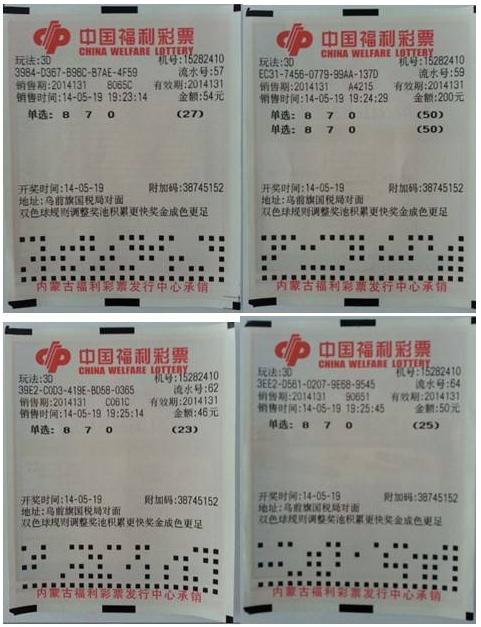 中国福利彩票
CHINA WELFARE LOTTERY
玩法:3D 机号:15282410
3984-D367-B96C-B7AE-4F59 流水号:57
销售期:2014131 8065C 有效期:2014131
销售时间:14-05-19 19:23:14 金额:54元
单选: 8 7 0 (27)
开奖时间:14-05-19 附加码:38745152
地址:乌前旗国税局对面
双色球规则调整奖池积累更快奖金成色更足
内蒙古福利彩票发行中心承销
中国福利彩票
CHINA WELFARE LOTTERY
玩法:3D 机号:15282410
EC31-7456-0779-99AA-137D 流水号:59
销售期:2014131 A4215 有效期:2014131
销售时间:14-05-19 19:24:29 金额:200元
单选: 8 7 0 (50)
单选: 8 7 0 (50)
开奖时间:14-05-19 附加码:38745152
地址:乌前旗国税局对面
双色球规则调整奖池积累更快奖金成色更足
内蒙古福利彩票发行中心承销
中国福利彩票
CHINA WELFARE LOTTERY
玩法:3D 机号:15282410
39E2-C0D3-419E-BD58-0365 流水号:62
销售期:2014131 C061C 有效期:2014131
销售时间:14-05-19 19:25:14 金额:46元
单选: 8 7 0 (23)
开奖时间:14-05-19 附加码:38745152
地址:乌前旗国税局对面
双色球规则调整奖池积累更快奖金成色更足
内蒙古福利彩票发行中心承销
中国福利彩票
CHINA WELFARE LOTTERY
玩法:3D 机号:15282410
3EE2-D561-0207-9E68-9545 流水号:64
销售期:2014131 90651 有效期:2014131
销售时间:14-05-19 19:25:45 金额:50元
单选: 8 7 0 (25)
开奖时间:14-05-19 附加码:38745152
地址:乌前旗国税局对面
双色球规则调整奖池积累更快奖金成色更足
内蒙古福利彩票发行中心承销